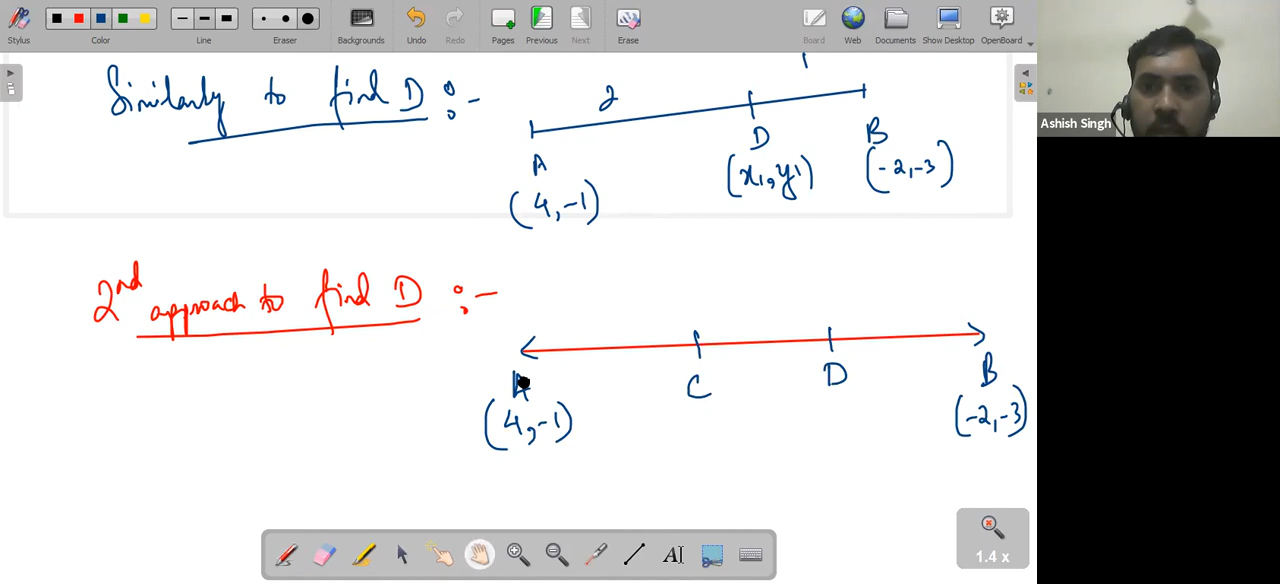 Stylus Color Line Eraser Backgrounds Undo Redo Pages Previous Next Erase Board Web Documents Show Desktop OpenBoard
Ashish Singh
Similarly to find D :-
2 1
A D B
(4, -1) (x1, y1) (-2, -3)
2nd approach to find D :-
A C D B
(4, -1) (-2, -3)
1.4 x